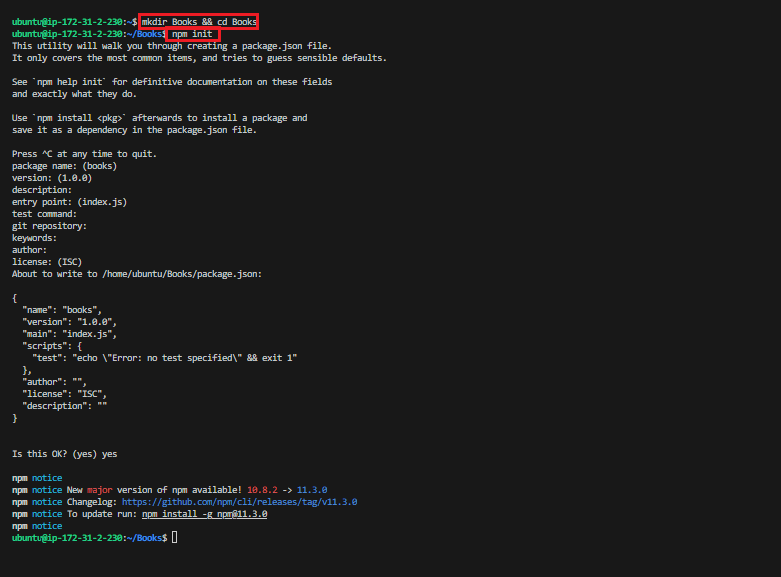 ubuntu@ip-172-31-2-230:~$ mkdir Books && cd Books
ubuntu@ip-172-31-2-230:~/Books$ npm init
This utility will walk you through creating a package.json file.
It only covers the most common items, and tries to guess sensible defaults.
See `npm help init` for definitive documentation on these fields
and exactly what they do.
Use `npm install <pkg>` afterwards to install a package and
save it as a dependency in the package.json file.
Press ^C at any time to quit.
package name: (books)
version: (1.0.0)
description:
entry point: (index.js)
test command:
git repository:
keywords:
author:
license: (ISC)
About to write to /home/ubuntu/Books/package.json:
{
  "name": "books",
  "version": "1.0.0",
  "main": "index.js",
  "scripts": {
    "test": "echo \"Error: no test specified\" && exit 1"
  },
  "author": "",
  "license": "ISC",
  "description": ""
}
Is this OK? (yes) yes
npm notice
npm notice New major version of npm available! 10.8.2 -> 11.3.0
npm notice Changelog: https://github.com/npm/cli/releases/tag/v11.3.0
npm notice To update run: npm install -g npm@11.3.0
npm notice
ubuntu@ip-172-31-2-230:~/Books$